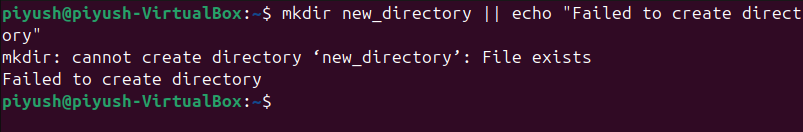 piyush@piyush-VirtualBox:~$ mkdir new_directory || echo "Failed to create direct
ory"
mkdir: cannot create directory ‘new_directory’: File exists
Failed to create directory
piyush@piyush-VirtualBox:~$